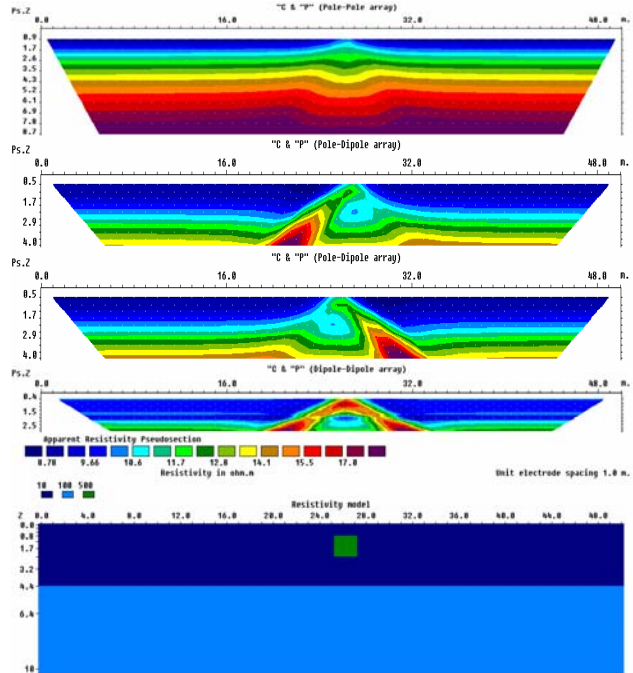 "C & "P" (Pole-Pole array)
Ps.Z
0.0 16.0 32.0 48.0 m.
0.9
1.7
2.6
3.5
4.3
5.2
6.1
6.9
7.8
8.7
"C & "P" (Pole-Dipole array)
Ps.Z
0.0 16.0 32.0 48.0 m.
0.5
1.7
2.9
4.0
"C & "P" (Pole-Dipole array)
Ps.Z
0.0 16.0 32.0 48.0 m.
0.5
1.7
2.9
4.0
"C & "P" (Dipole-Dipole array)
Ps.Z
0.0 16.0 32.0 48.0 m.
0.4
1.5
2.5
Apparent Resistivity Pseudosection
8.78 9.66 10.6 11.7 12.8 14.1 15.5 17.0
Resistivity in ohm.m Unit electrode spacing 1.0 m.
10 100 500
Resistivity model
Z 0.0 4.0 8.0 12.0 16.0 20.0 24.0 28.0 32.0 36.0 40.0 44.0 48.0
0.0
0.8
1.7
3.2
4.4
6.4
10